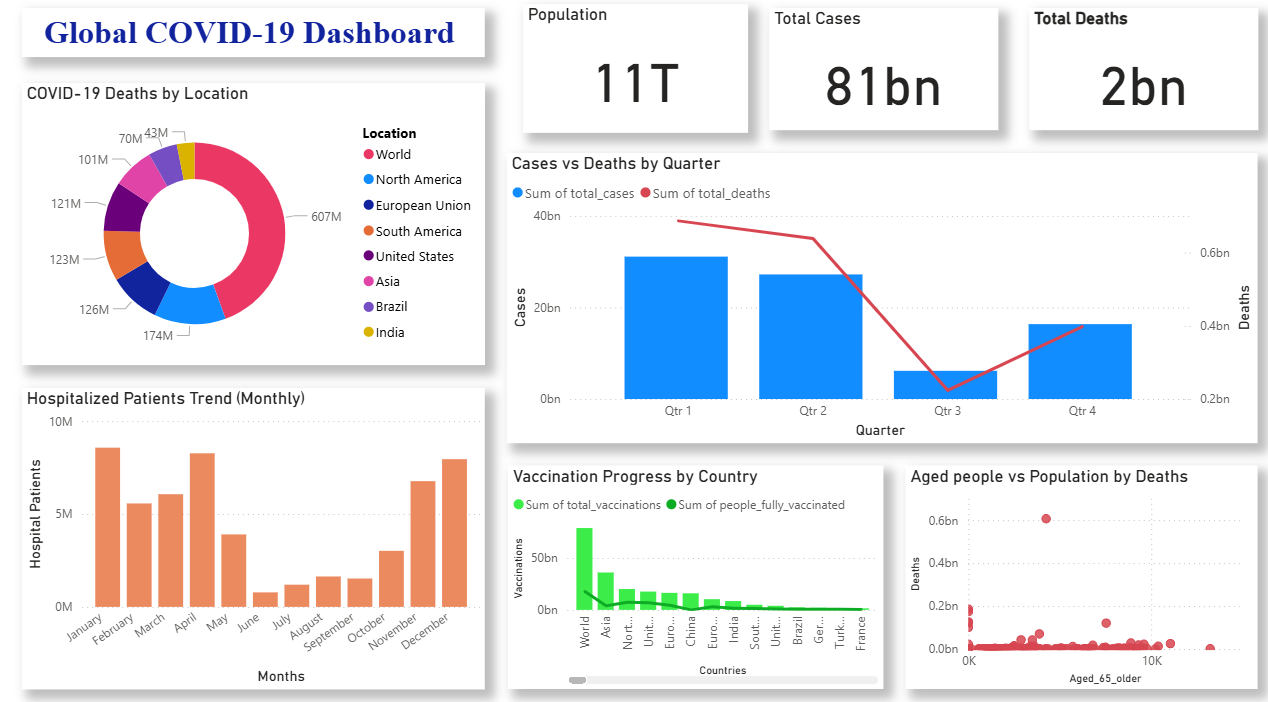 Global COVID-19 Dashboard
Population
11T
Total Cases
81bn
Total Deaths
2bn
COVID-19 Deaths by Location
607M
174M
126M
123M
121M
101M
70M
43M
Location
World
North America
European Union
South America
United States
Asia
Brazil
India
Cases vs Deaths by Quarter
Sum of total_cases
Sum of total_deaths
Cases
40bn
20bn
0bn
Deaths
0.6bn
0.4bn
0.2bn
Qtr 1
Qtr 2
Qtr 3
Qtr 4
Quarter
Hospitalized Patients Trend (Monthly)
Hospital Patients
10M
5M
0M
January
February
March
April
May
June
July
August
September
October
November
December
Months
Vaccination Progress by Country
Sum of total_vaccinations
Sum of people_fully_vaccinated
Vaccinations
50bn
0bn
World
Asia
Nort...
Unit...
Euro...
China
Euro...
India
Sout...
Unit...
Brazil
Ger...
Turk...
France
Countries
Aged people vs Population by Deaths
Deaths
0.6bn
0.4bn
0.2bn
0.0bn
0K
10K
Aged_65_older